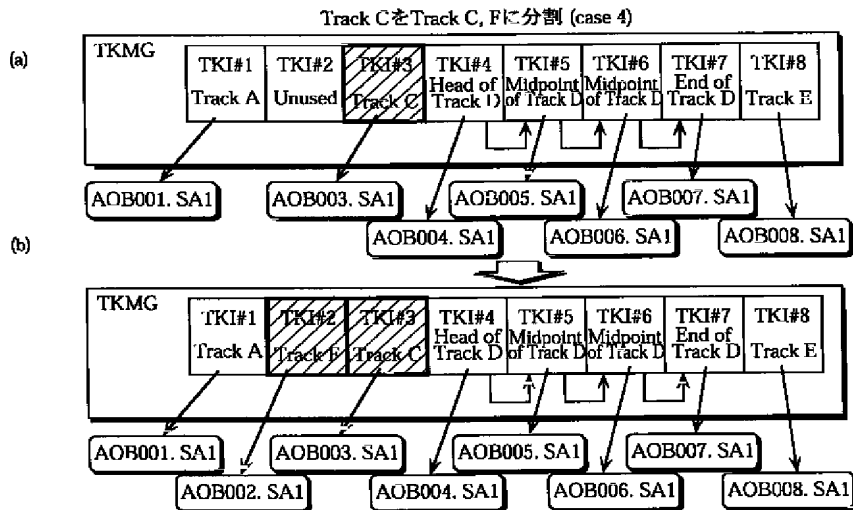 Track CをTrack C, Fに分割 (case 4)
(a)
TKMG
TKI#1 TKI#2 TKI#3 TKI#4 TKI#5 TKI#6 TKI#7 TKI#8
Track A Unused Track C Head of Track D Midpoint of Track D Midpoint of Track D End of Track D Track E
AOB001. SA1 AOB003. SA1 AOB005. SA1 AOB007. SA1
AOB004. SA1 AOB006. SA1 AOB008. SA1
(b)
TKMG
TKI#1 TKI#2 TKI#3 TKI#4 TKI#5 TKI#6 TKI#7 TKI#8
Track A Track F Track C Head of Track D Midpoint of Track D Midpoint of Track D End of Track D Track E
AOB001. SA1 AOB003. SA1 AOB005. SA1 AOB007. SA1
AOB002. SA1 AOB004. SA1 AOB006. SA1 AOB008. SA1